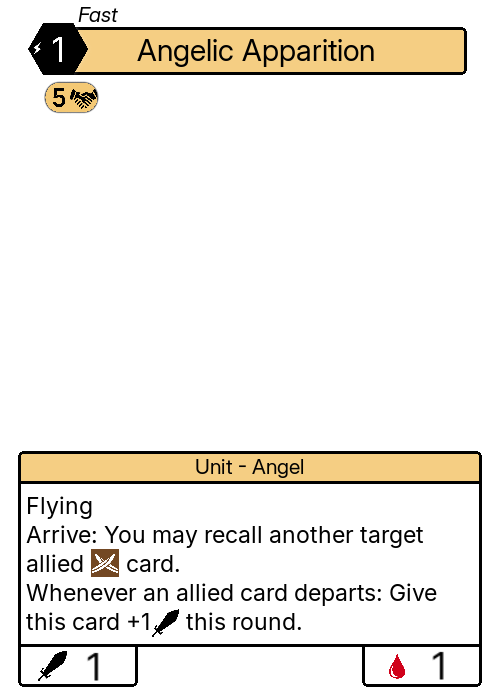 Fast
1
Angelic Apparition
5
Unit - Angel
Flying
Arrive: You may recall another target
allied card.
Whenever an allied card departs: Give
this card +1 this round.
1
1